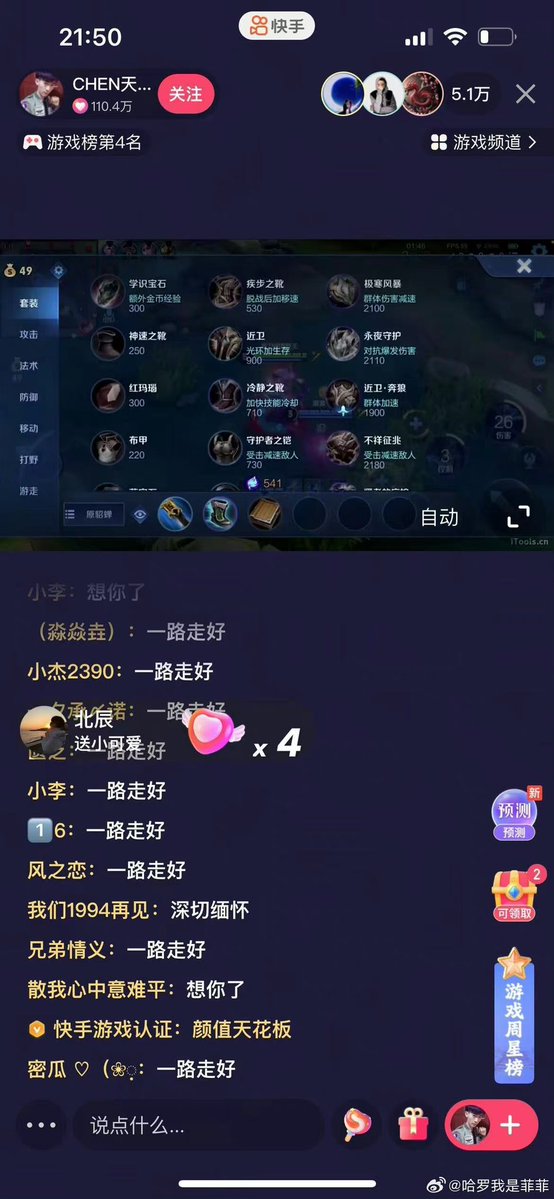 21:50
快手
CHEN天...
110.4万
关注
5.1万
游戏榜第4名
游戏频道
49
套装
攻击
法术
防御
移动
打野
游走
学识宝石
额外金币经验
300
疾步之靴
脱战后加移速
530
极寒风暴
群体伤害减速
2100
神速之靴
250
近卫
光环加生存
900
永夜守护
对抗爆发伤害
2110
红玛瑙
300
冷静之靴
加快技能冷却
710
近卫·奔狼
群体加速
1900
布甲
220
守护者之铠
受击减速敌人
730
不祥征兆
受击减速敌人
2180
541
26
伤害
3
原貂蝉
自动
iTools.cn
小李：想你了
（淼焱垚）：一路走好
小杰2390：一路走好
北辰
送小可爱
x 4
一路走好
小李：一路走好
1 6：一路走好
风之恋：一路走好
我们1994再见：深切缅怀
兄弟情义：一路走好
散我心中意难平：想你了
快手游戏认证：颜值天花板
密瓜 ♡（❀ฺ：一路走好
新
预测
预测
2
可领取
游戏周星榜
说点什么...
@哈罗我是菲菲